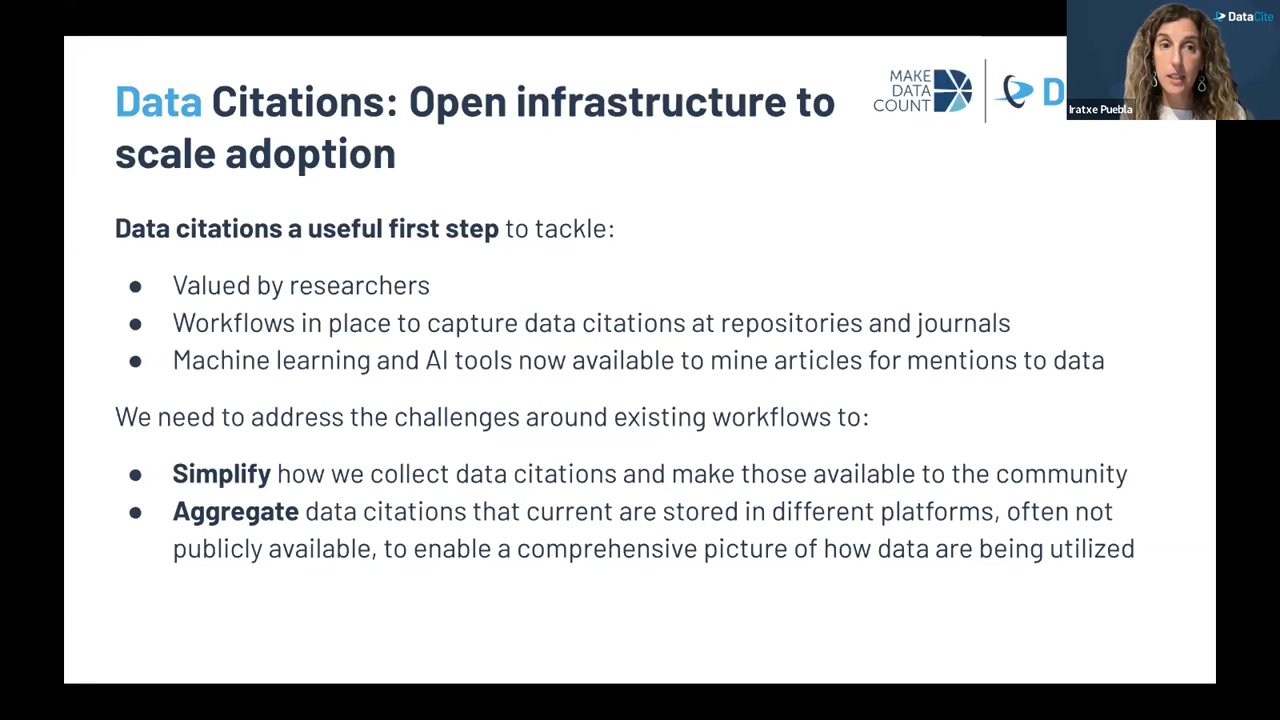 Data Citations: Open infrastructure to
scale adoption
MAKE
DATA
COUNT
D
DataCite
Iratxe Puebla
Data citations a useful first step to tackle:
● Valued by researchers
● Workflows in place to capture data citations at repositories and journals
● Machine learning and AI tools now available to mine articles for mentions to data
We need to address the challenges around existing workflows to:
● Simplify how we collect data citations and make those available to the community
● Aggregate data citations that current are stored in different platforms, often not
publicly available, to enable a comprehensive picture of how data are being utilized